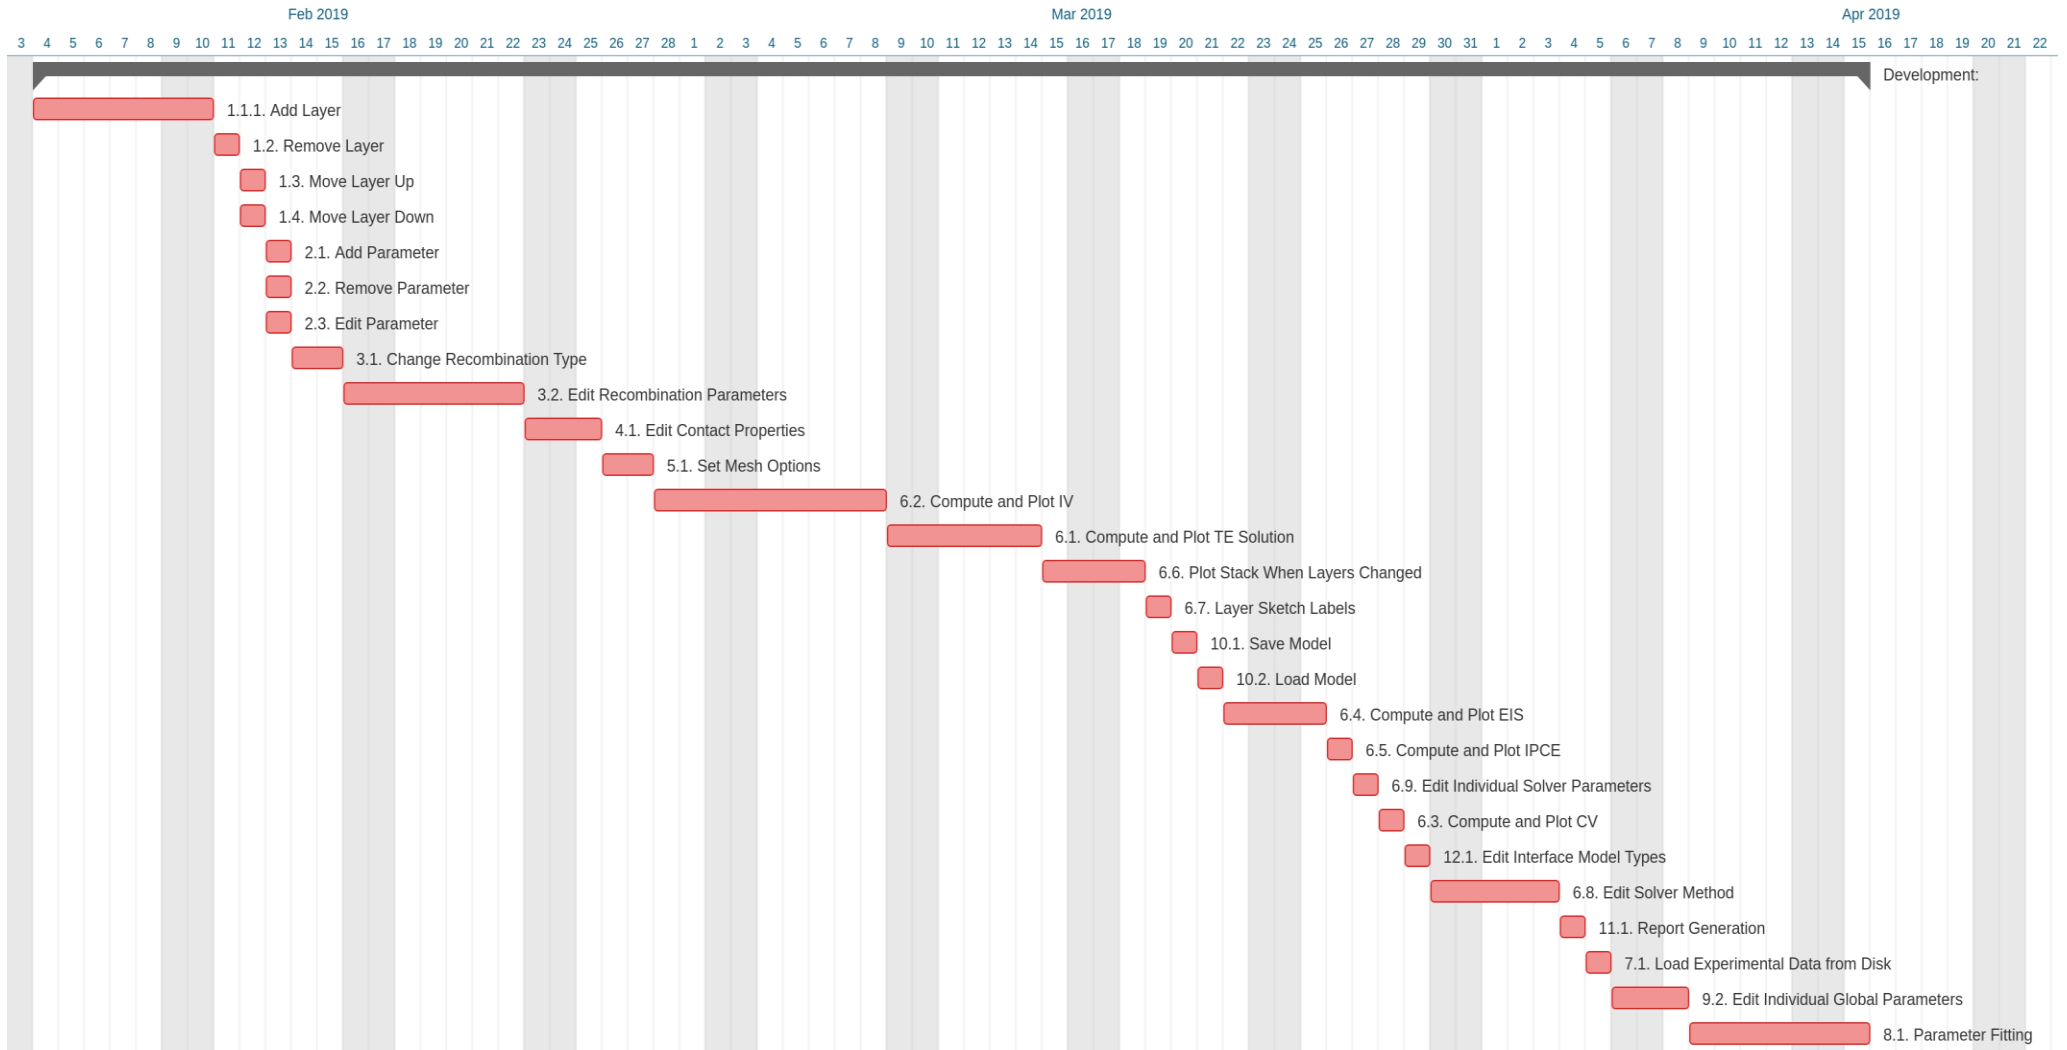 Feb 2019 Mar 2019 Apr 2019
3 4 5 6 7 8 9 10 11 12 13 14 15 16 17 18 19 20 21 22 23 24 25 26 27 28 1 2 3 4 5 6 7 8 9 10 11 12 13 14 15 16 17 18 19 20 21 22 23 24 25 26 27 28 29 30 31 1 2 3 4 5 6 7 8 9 10 11 12 13 14 15 16 17 18 19 20 21 22
Development:
1.1.1. Add Layer
1.2. Remove Layer
1.3. Move Layer Up
1.4. Move Layer Down
2.1. Add Parameter
2.2. Remove Parameter
2.3. Edit Parameter
3.1. Change Recombination Type
3.2. Edit Recombination Parameters
4.1. Edit Contact Properties
5.1. Set Mesh Options
6.2. Compute and Plot IV
6.1. Compute and Plot TE Solution
6.6. Plot Stack When Layers Changed
6.7. Layer Sketch Labels
10.1. Save Model
10.2. Load Model
6.4. Compute and Plot EIS
6.5. Compute and Plot IPCE
6.9. Edit Individual Solver Parameters
6.3. Compute and Plot CV
12.1. Edit Interface Model Types
6.8. Edit Solver Method
11.1. Report Generation
7.1. Load Experimental Data from Disk
9.2. Edit Individual Global Parameters
8.1. Parameter Fitting